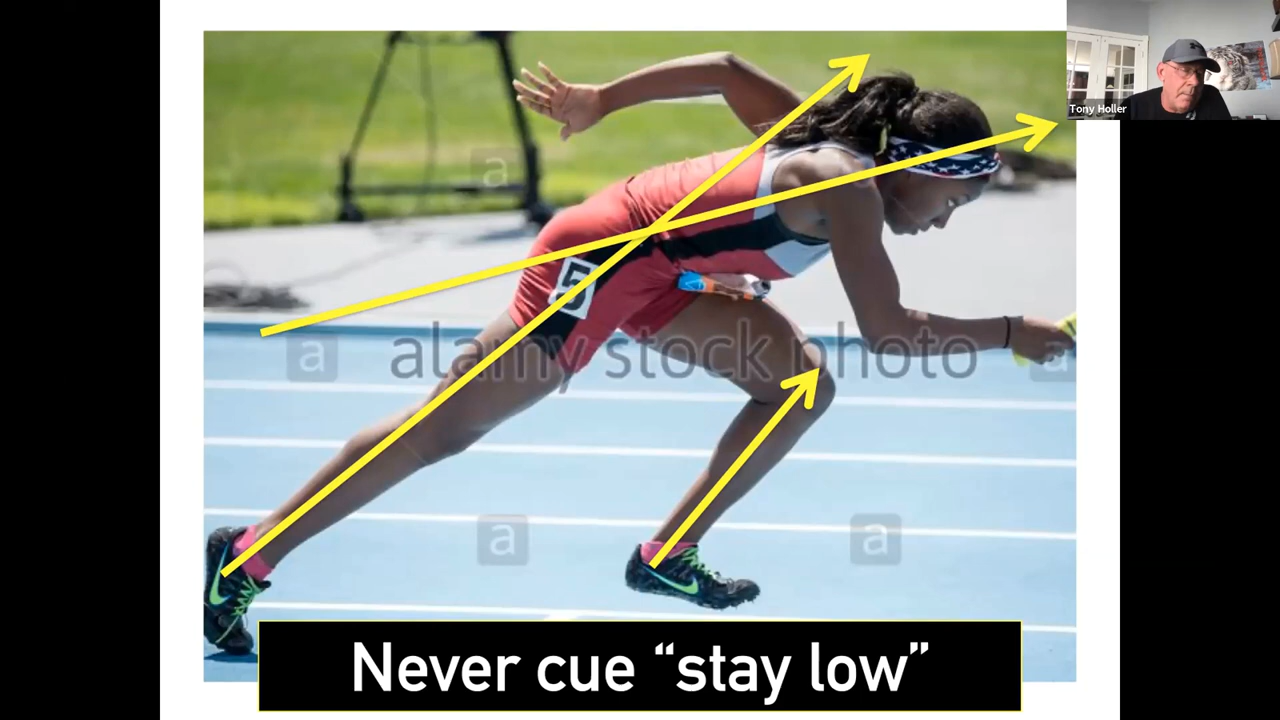 Tony Holler
a
5
a alamy stock photo a
a a
Never cue “stay low”